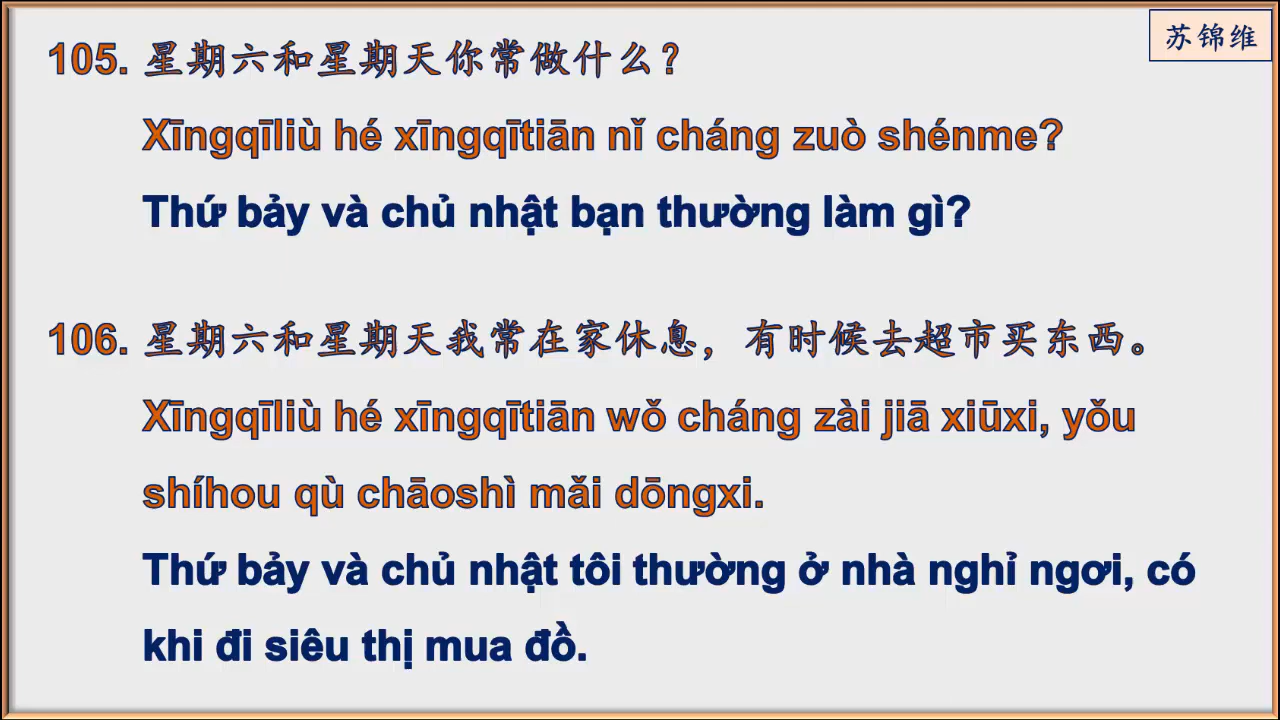 苏锦维
105. 星期六和星期天你常做什么?
Xīngqīliù hé xīngqītiān nǐ cháng zuò shénme?
Thứ bảy và chủ nhật bạn thường làm gì?
106. 星期六和星期天我常在家休息，有时候去超市买东西。
Xīngqīliù hé xīngqītiān wǒ cháng zài jiā xiūxi, yǒu
shíhou qù chāoshì mǎi dōngxi.
Thứ bảy và chủ nhật tôi thường ở nhà nghỉ ngơi, có
khi đi siêu thị mua đồ.